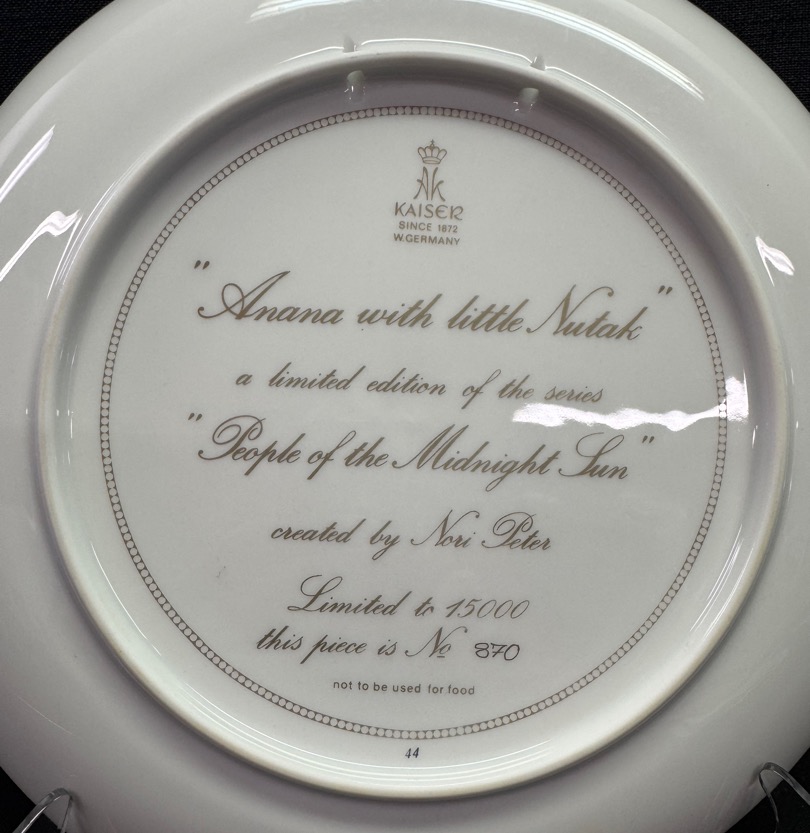 AK
KAISER
SINCE 1872
W.GERMANY
"Anana with little Nutak"
a limited edition of the series
"People of the Midnight Sun"
created by Nori Peter
Limited to 15000
this piece is No 870
not to be used for food
44